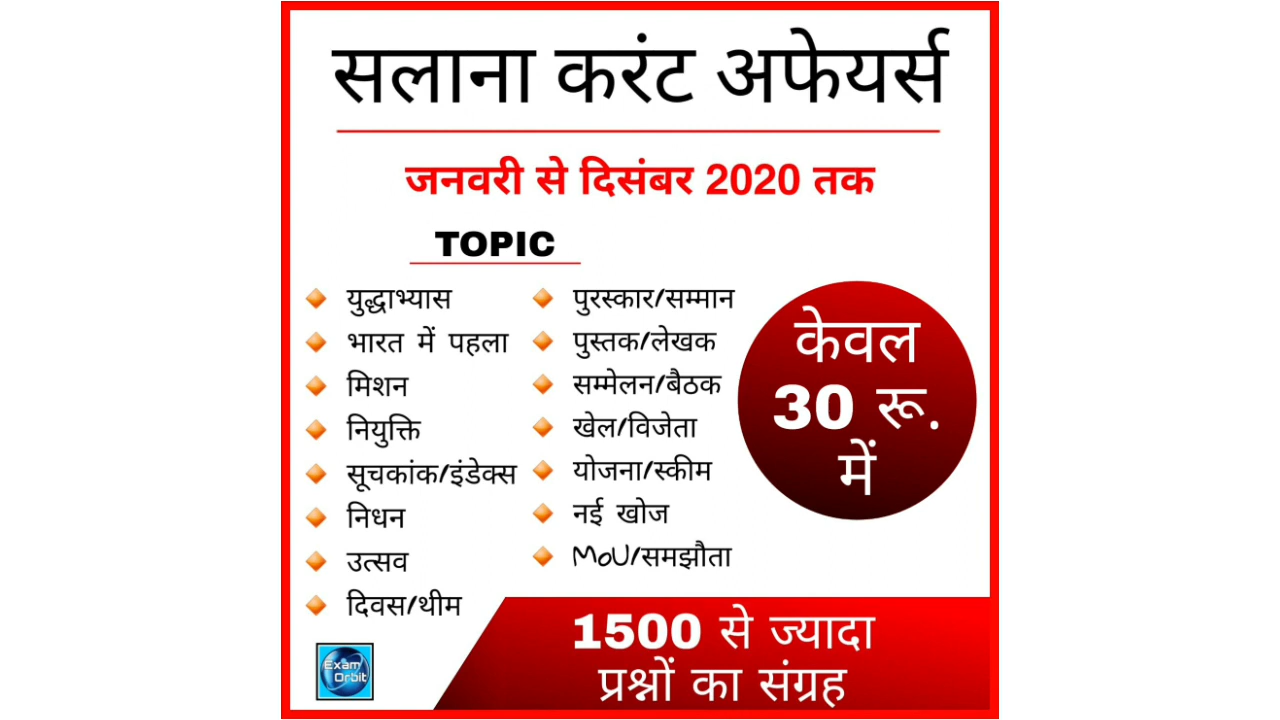 सलाना करंट अफेयर्स
जनवरी से दिसंबर 2020 तक
TOPIC
युद्धाभ्यास
भारत में पहला
मिशन
नियुक्ति
सूचकांक/इंडेक्स
निधन
उत्सव
दिवस/थीम
पुरस्कार/सम्मान
पुस्तक/लेखक
सम्मेलन/बैठक
खेल/विजेता
योजना/स्कीम
नई खोज
MoU/समझौता
केवल
30 रू.
में
1500 से ज्यादा
प्रश्नों का संग्रह
Exam
Orbit